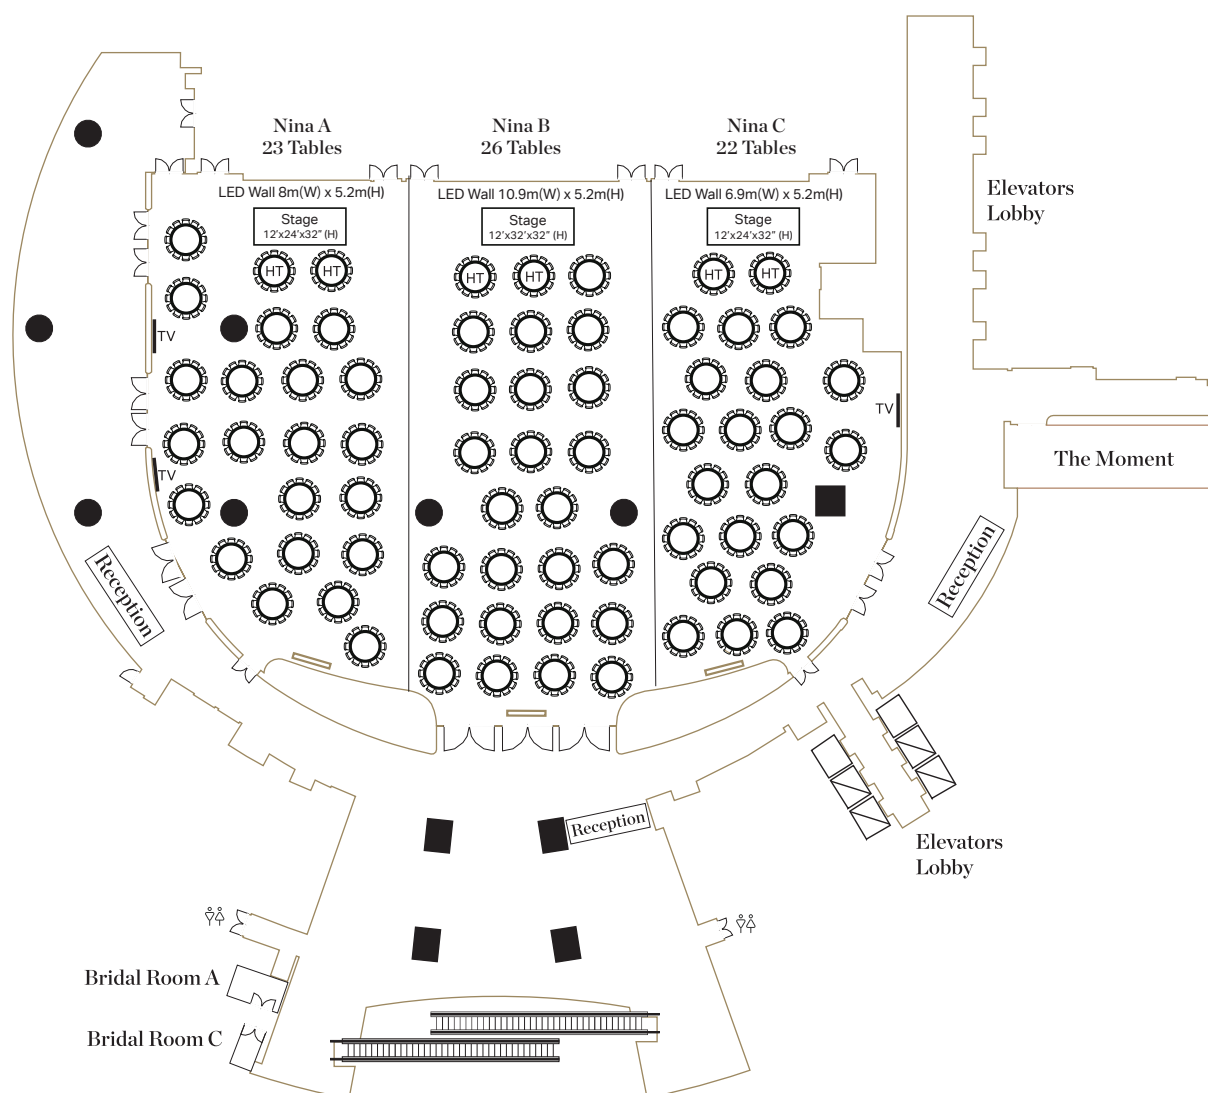 Nina A
23 Tables
Nina B
26 Tables
Nina C
22 Tables
LED Wall 8m(W) x 5.2m(H)
LED Wall 10.9m(W) x 5.2m(H)
LED Wall 6.9m(W) x 5.2m(H)
Elevators
Lobby
Stage
12'x24'x32" (H)
Stage
12'x32'x32" (H)
Stage
12'x24'x32" (H)
HT
HT
HT
HT
HT
HT
TV
TV
TV
The Moment
Reception
Reception
Reception
Elevators
Lobby
Bridal Room A
Bridal Room C